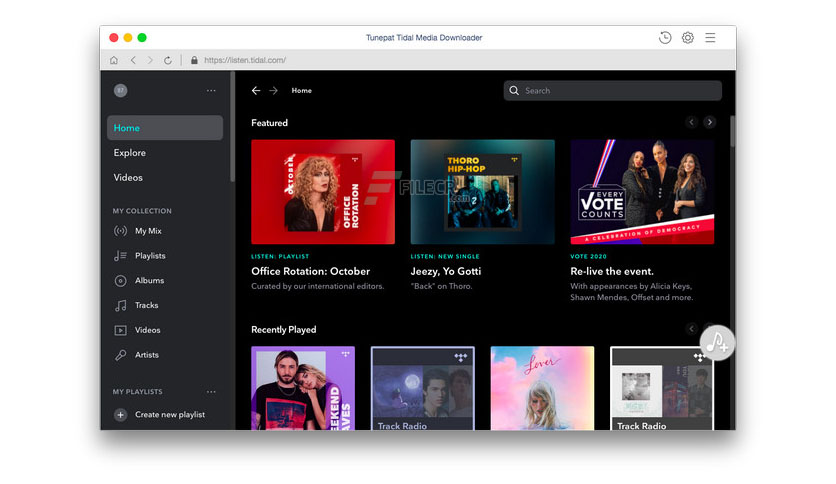 Tunepat Tidal Media Downloader
https://listen.tidal.com/
Home
Search
Home
Explore
Videos
MY COLLECTION
My Mix
Playlists
Albums
Tracks
Videos
Artists
MY PLAYLISTS
Create new playlist
Featured
OCTOBER
OFFICE
ROTATION
THORO
HIP-HOP
FILECR
.com
EVERY
VOTE
COUNTS
A CELEBRATION OF DEMOCRACY
LISTEN: PLAYLIST
Office Rotation: October
Curated by our international editors.
LISTEN: NEW SINGLE
Jeezy, Yo Gotti
"Back" on Thoro.
VOTE 2020
Re-live the event.
With appearances by Alicia Keys,
Shawn Mendes, Offset and more.
Recently Played
Track Radio
Lover
Track Radio